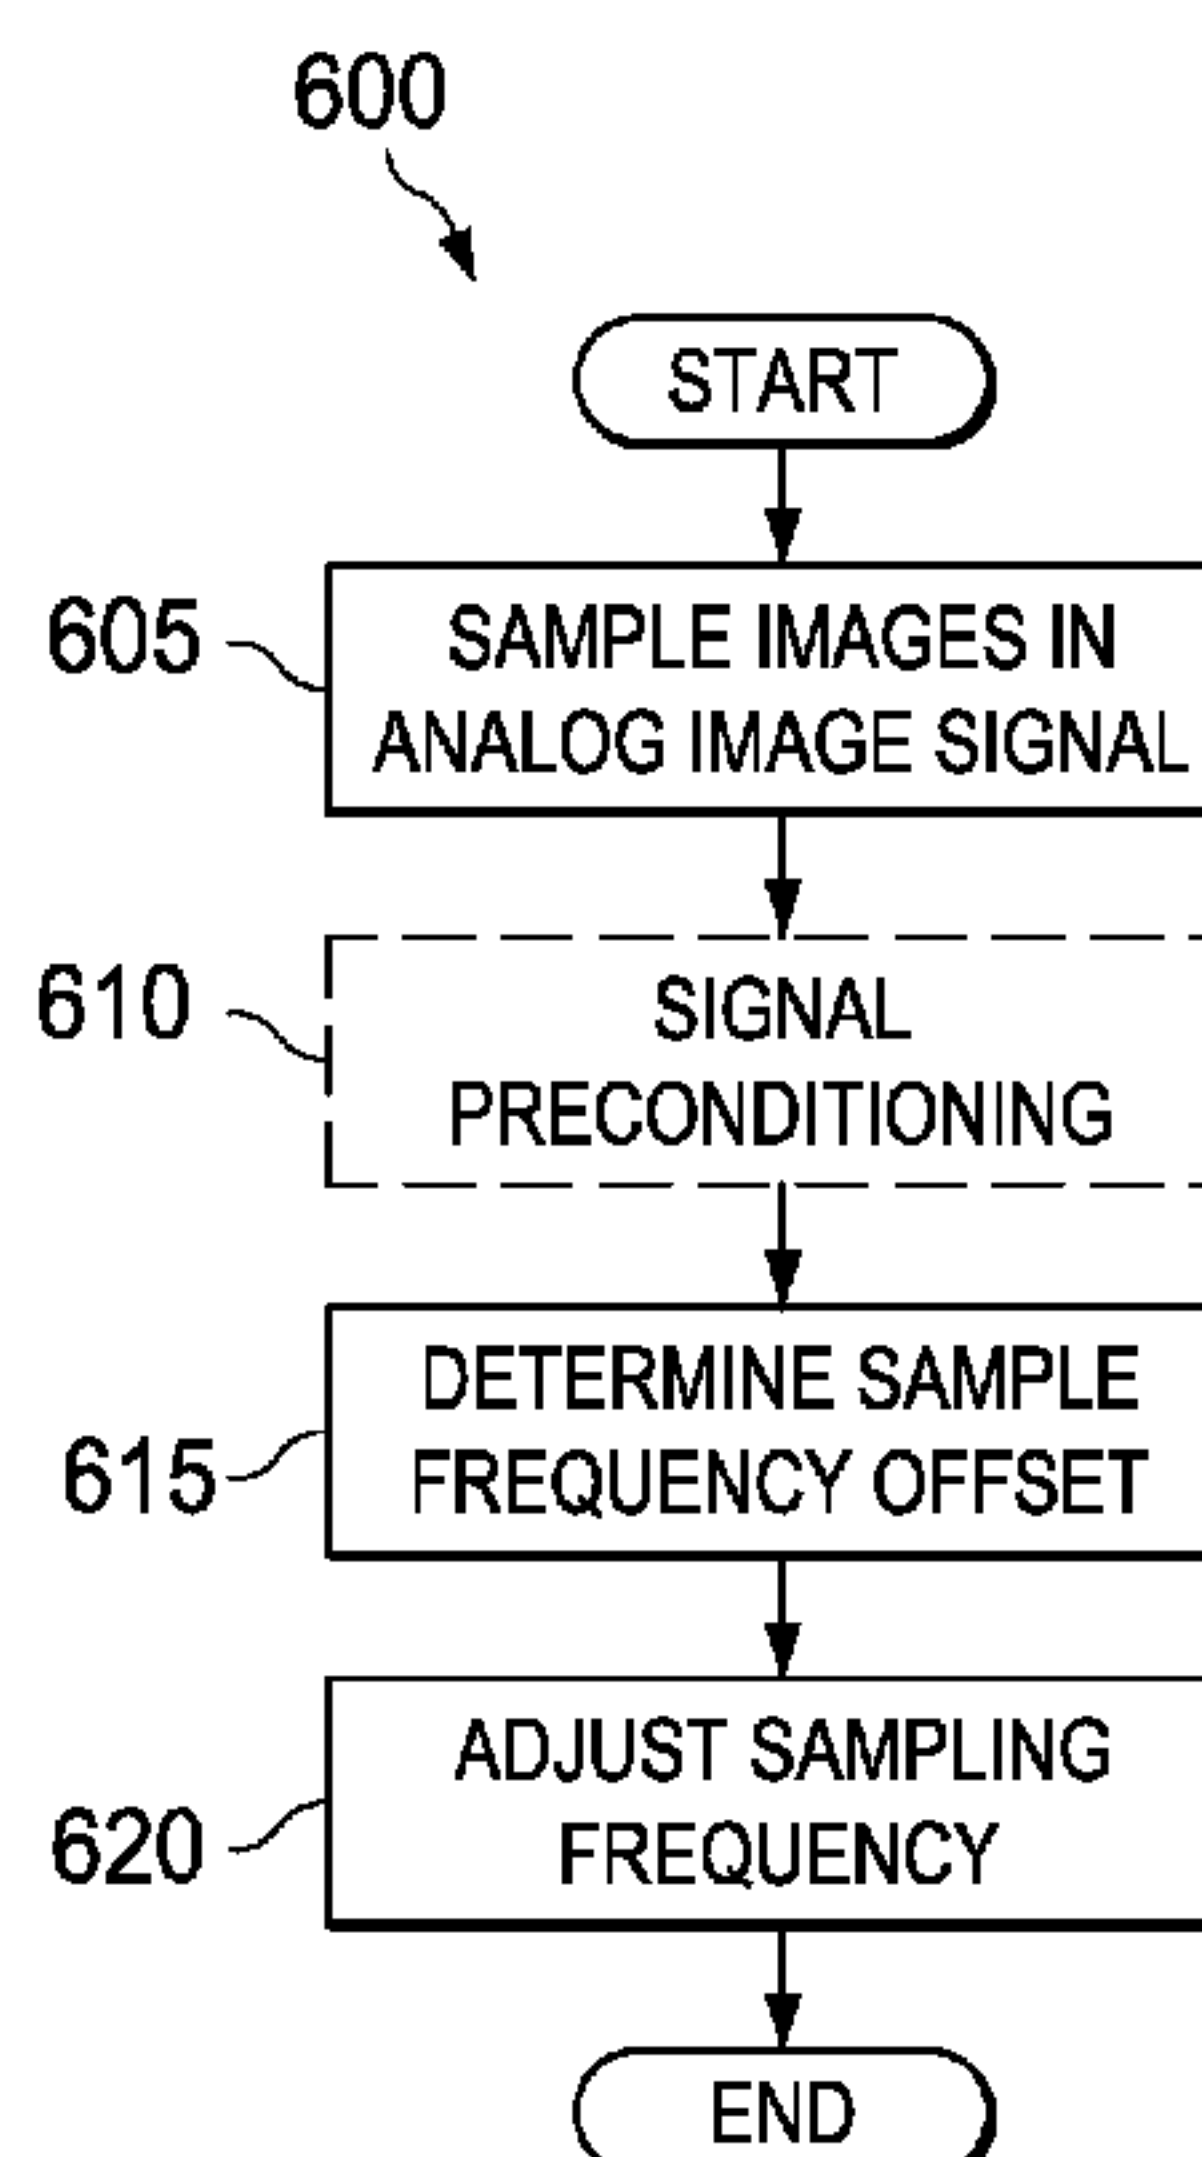 600
START
605
SAMPLE IMAGES IN
ANALOG IMAGE SIGNAL
610
SIGNAL
PRECONDITIONING
DETERMINE SAMPLE
615
FREQUENCY OFFSET
ADJUST SAMPLING
620
FREQUENCY
END